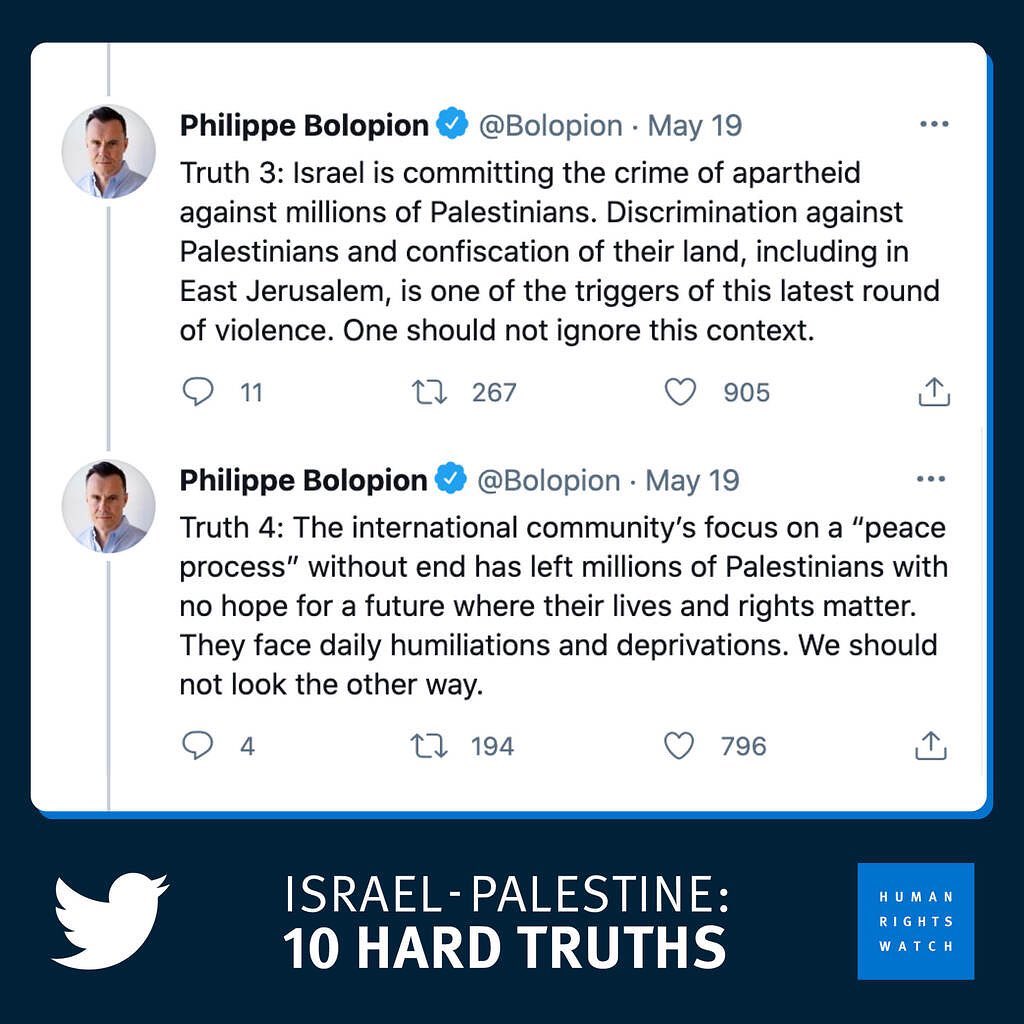 Philippe Bolopion @Bolopion · May 19
Truth 3: Israel is committing the crime of apartheid
against millions of Palestinians. Discrimination against
Palestinians and confiscation of their land, including in
East Jerusalem, is one of the triggers of this latest round
of violence. One should not ignore this context.
11 267 905
Philippe Bolopion @Bolopion · May 19
Truth 4: The international community’s focus on a “peace
process” without end has left millions of Palestinians with
no hope for a future where their lives and rights matter.
They face daily humiliations and deprivations. We should
not look the other way.
4 194 796
ISRAEL-PALESTINE:
10 HARD TRUTHS
HUMAN
RIGHTS
WATCH